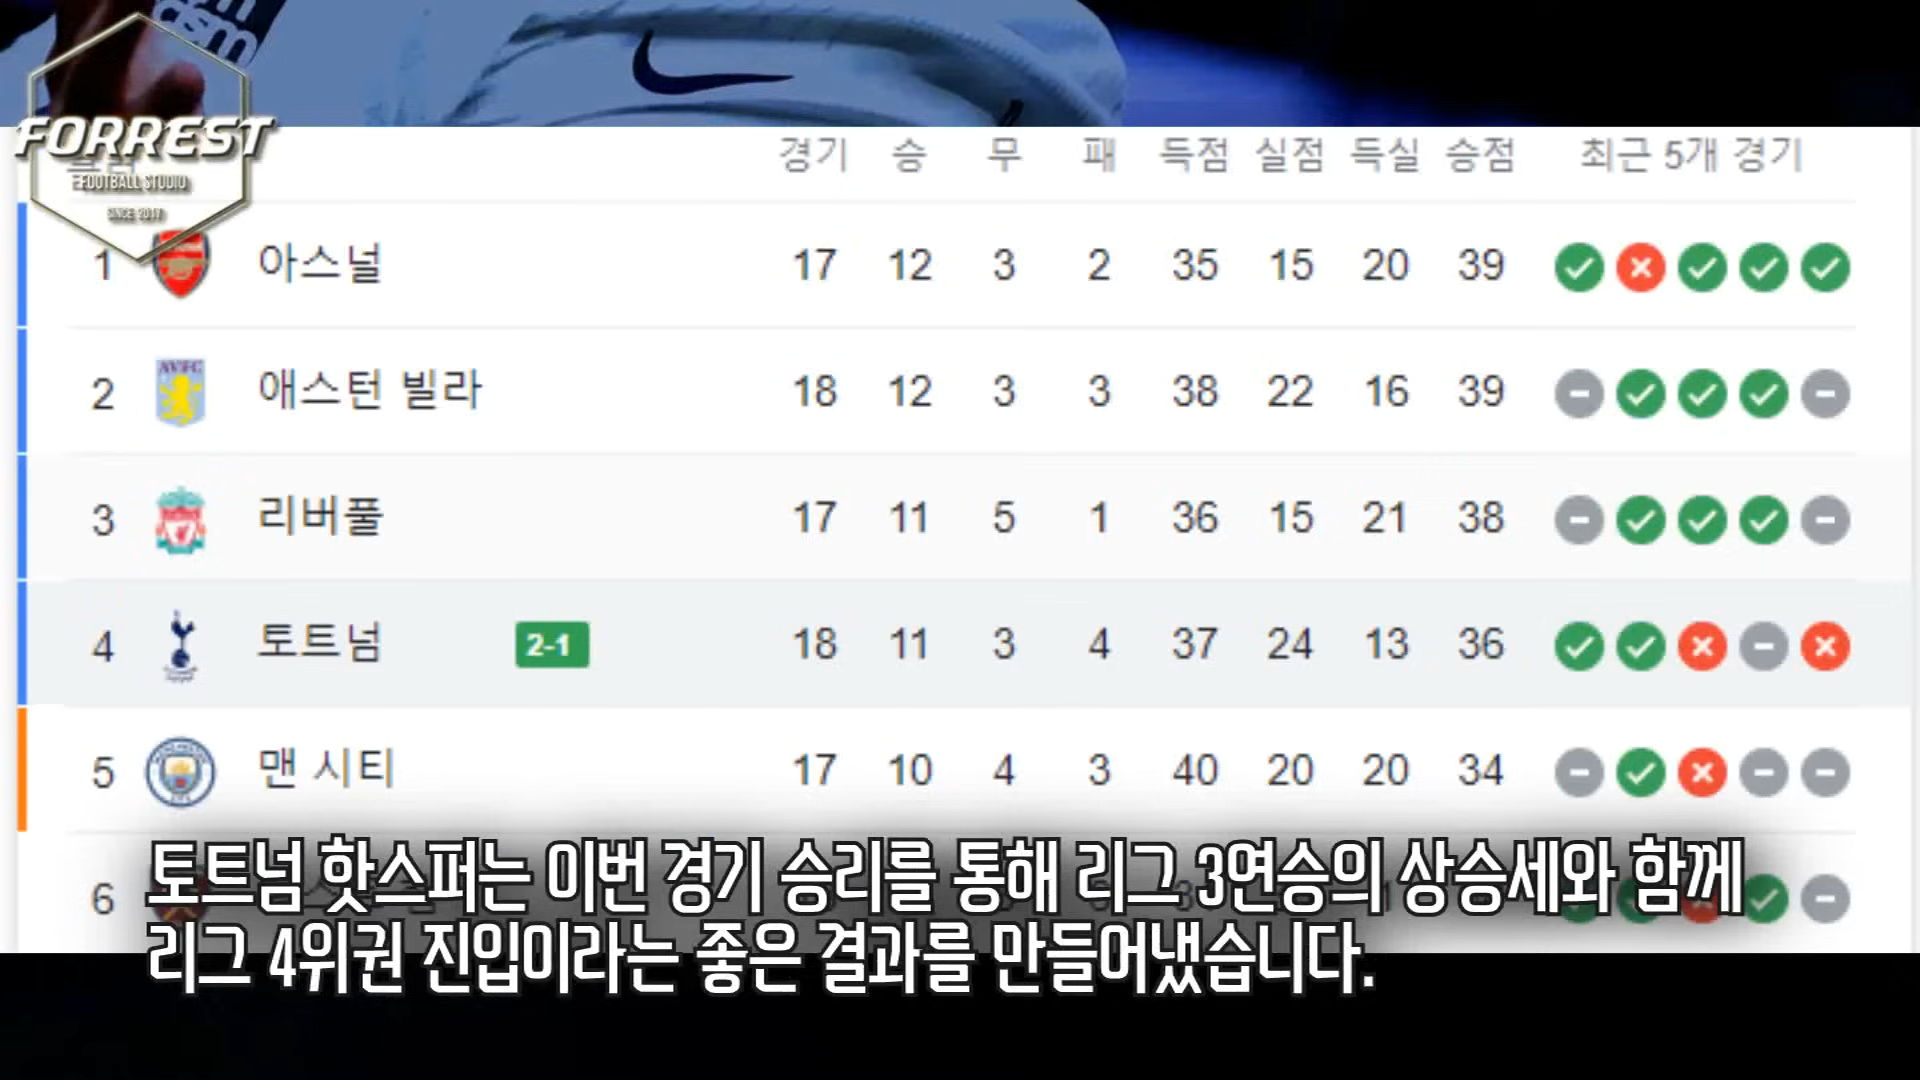 csm
FORREST
FOOTBALL STUDIO
SINCE 2017
경기 승 무 패 득점 실점 득실 승점 최근 5개 경기
1 아스널 17 12 3 2 35 15 20 39
2 AVFC 애스턴 빌라 18 12 3 3 38 22 16 39
3 리버풀 17 11 5 1 36 15 21 38
4 토트넘 2-1 18 11 3 4 37 24 13 36
5 맨 시티 17 10 4 3 40 20 20 34
6
토트넘 핫스퍼는 이번 경기 승리를 통해 리그 3연승의 상승세와 함께
리그 4위권 진입이라는 좋은 결과를 만들어냈습니다.